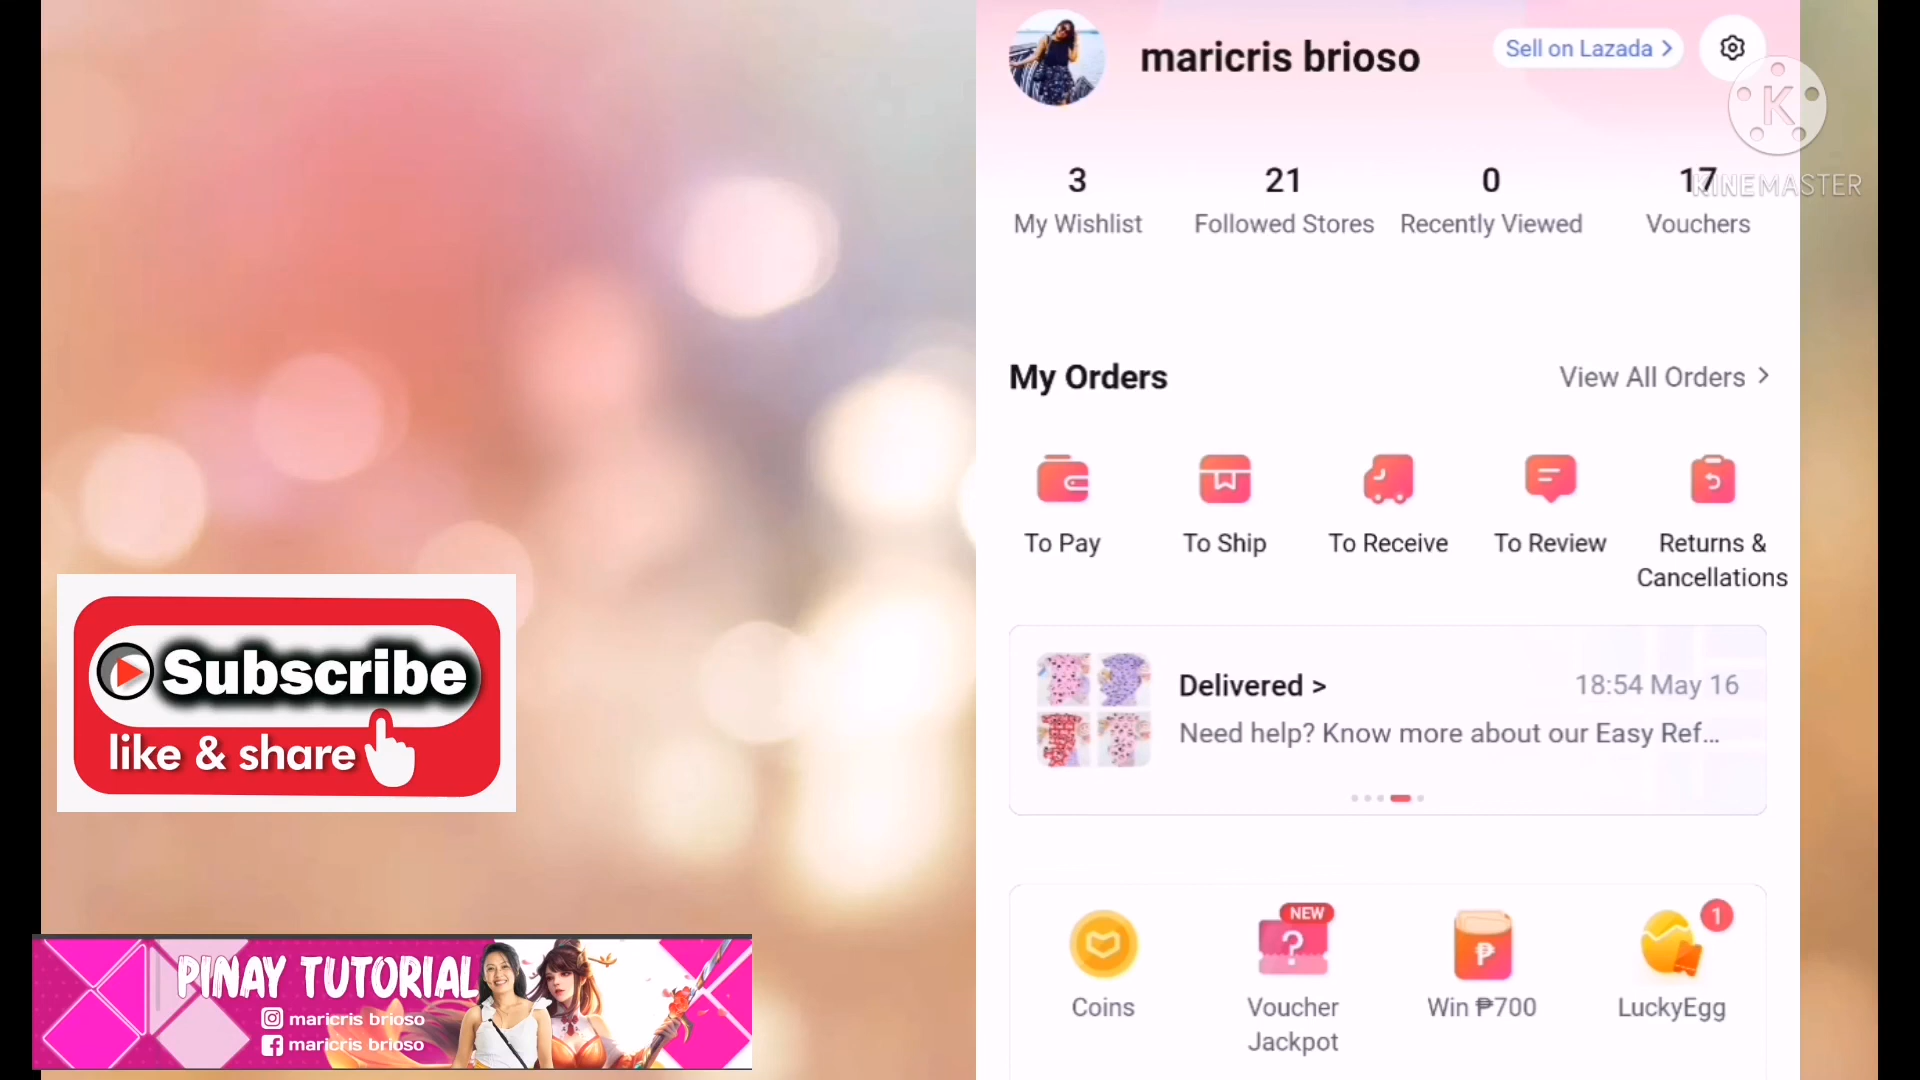 maricris brioso
Sell on Lazada >
KINEMASTER
3
21
0
17
My Wishlist
Followed Stores
Recently Viewed
Vouchers
My Orders
View All Orders >
To Pay
To Ship
To Receive
To Review
Returns &
Cancellations
Delivered >
18:54 May 16
Need help? Know more about our Easy Ref...
Subscribe
like & share
NEW
1
Coins
Voucher
Jackpot
Win ₱700
LuckyEgg
PINAY TUTORIAL
maricris brioso
maricris brioso